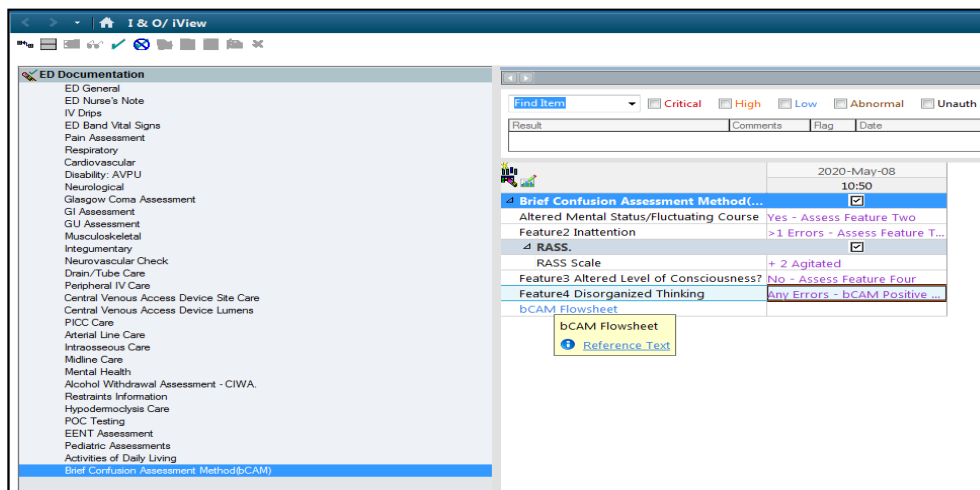 I & O/ iView
ED Documentation
ED General
ED Nurse's Note
IV Drips
ED Band Vital Signs
Pain Assessment
Respiratory
Cardiovascular
Disability: AVPU
Neurological
Glasgow Coma Assessment
GI Assessment
GU Assessment
Musculoskeletal
Integumentary
Neurovascular Check
Drain/Tube Care
Peripheral IV Care
Central Venous Access Device Site Care
Central Venous Access Device Lumens
PICC Care
Arterial Line Care
Intraosseous Care
Midline Care
Mental Health
Alcohol Withdrawal Assessment - CIWA.
Restraints Information
Hypodermoclysis Care
POC Testing
EENT Assessment
Pediatric Assessments
Activities of Daily Living
Brief Confusion Assessment Method(bCAM)
Find Item Critical High Low Abnormal Unauth
Result Comments Flag Date
2020-May-08
10:50
Brief Confusion Assessment Method(...
Altered Mental Status/Fluctuating Course Yes - Assess Feature Two
Feature2 Inattention >1 Errors - Assess Feature T...
RASS.
RASS Scale + 2 Agitated
Feature3 Altered Level of Consciousness? No - Assess Feature Four
Feature4 Disorganized Thinking Any Errors - bCAM Positive ...
bCAM Flowsheet
bCAM Flowsheet
Reference Text